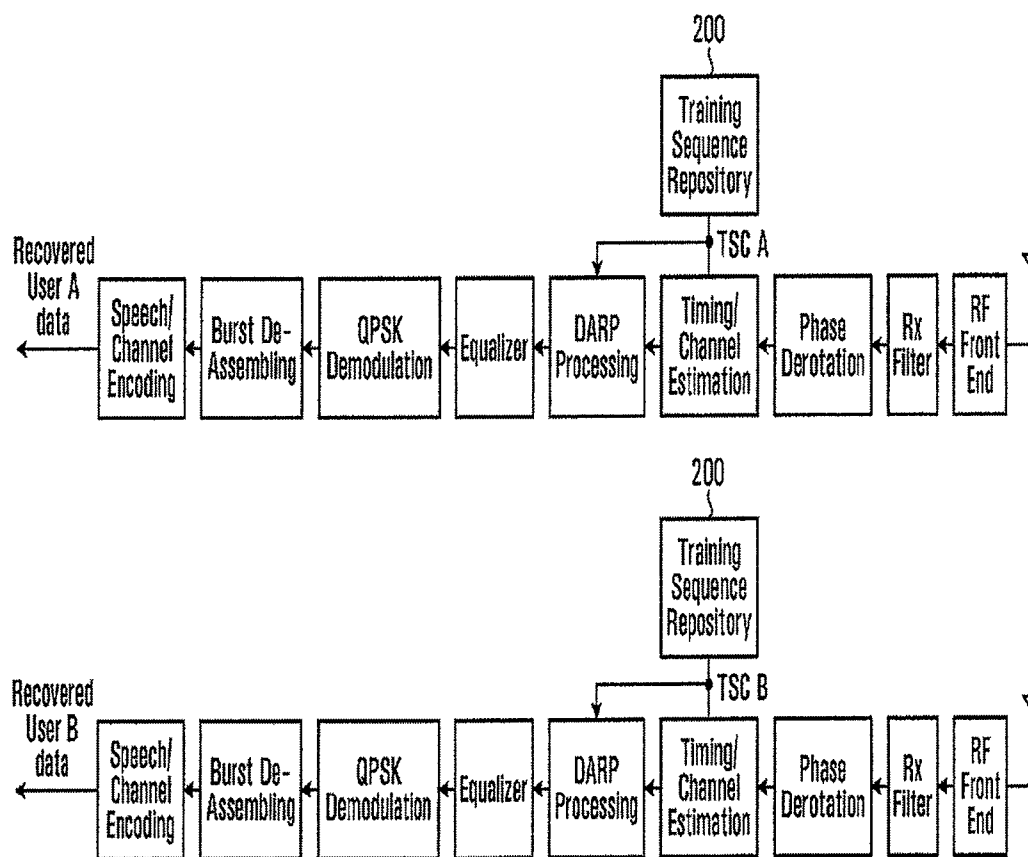 200
Training
Sequence
Repository
TSC A
Recovered
User A
data
Speech/
Channel
Encoding
Burst De-
Assembling
QPSK
Demodulation
Equalizer
DARP
Processing
Timing/
Channel
Estimation
Phase
Derotation
Rx
Filter
RF
Front
End
200
Training
Sequence
Repository
TSC B
Recovered
User B
data
Speech/
Channel
Encoding
Burst De-
Assembling
QPSK
Demodulation
Equalizer
DARP
Processing
Timing/
Channel
Estimation
Phase
Derotation
Rx
Filter
RF
Front
End